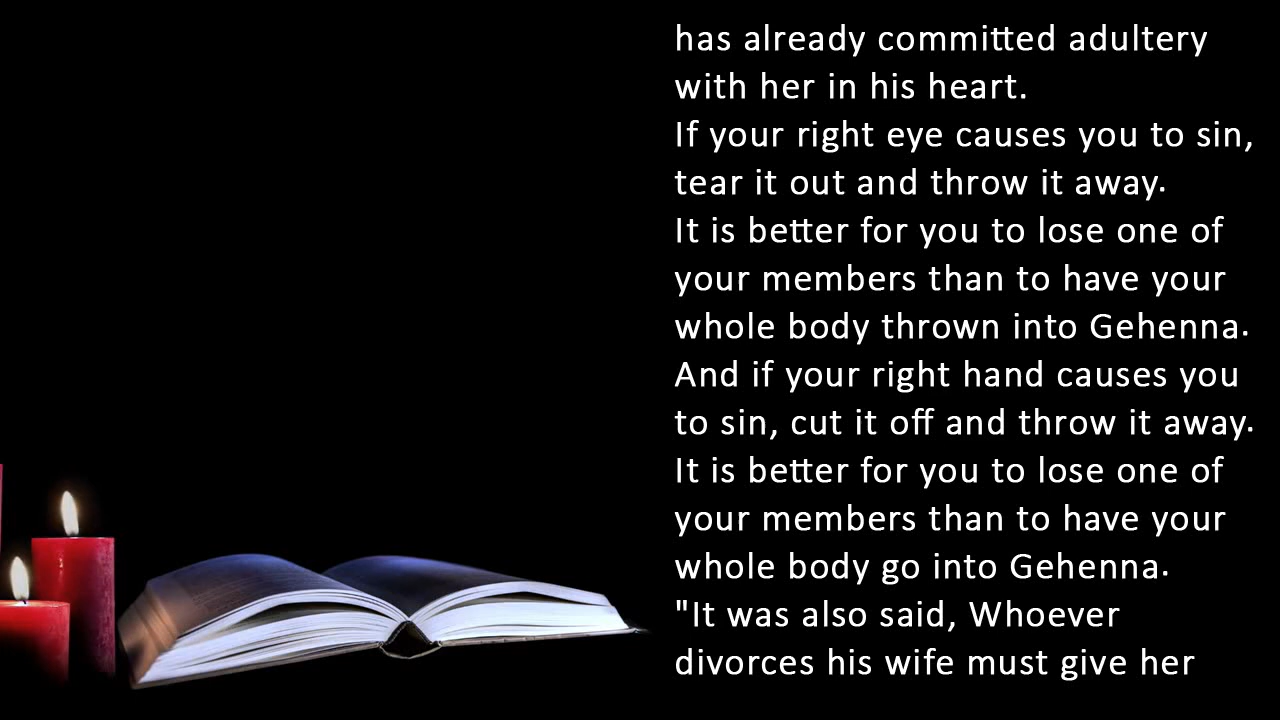 has already committed adultery
with her in his heart.
If your right eye causes you to sin,
tear it out and throw it away.
It is better for you to lose one of
your members than to have your
whole body thrown into Gehenna.
And if your right hand causes you
to sin, cut it off and throw it away.
It is better for you to lose one of
your members than to have your
whole body go into Gehenna.
"It was also said, Whoever
divorces his wife must give her